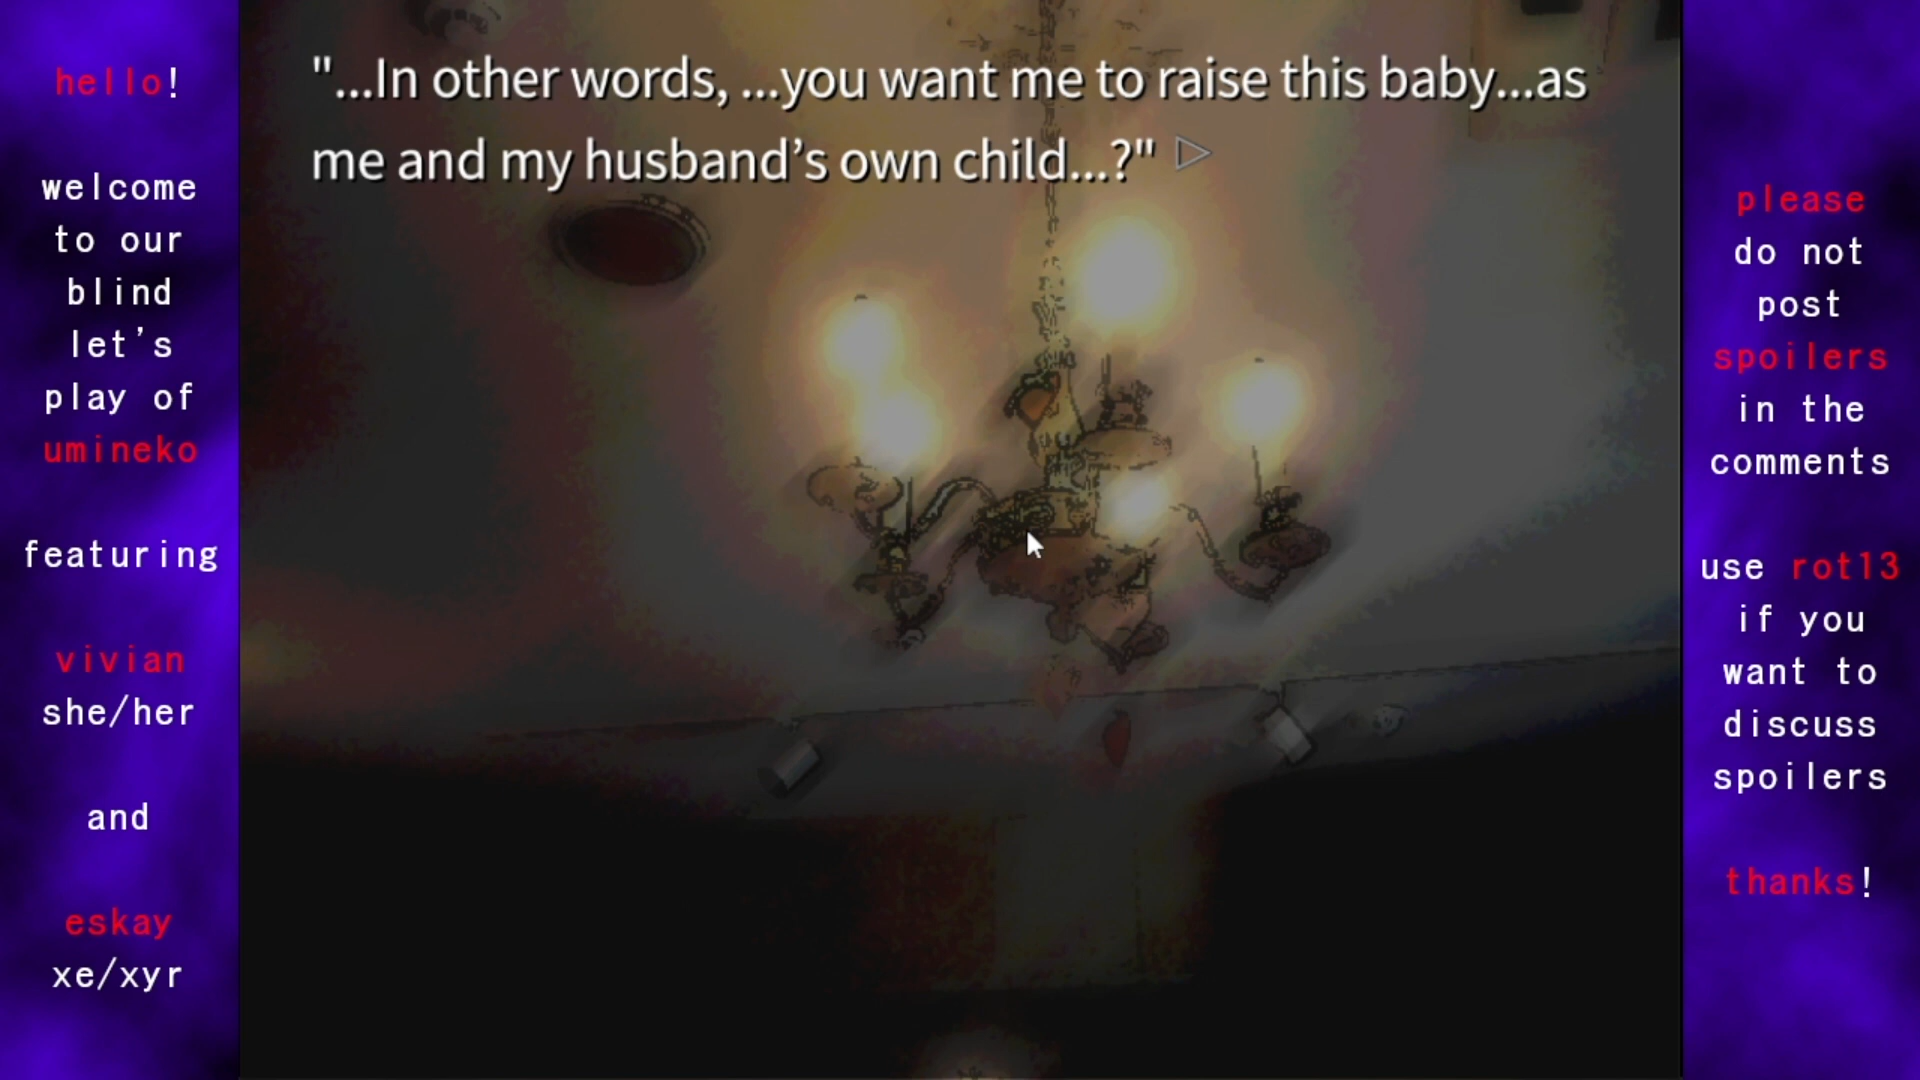 hello!
welcome
to our
blind
let's
play of
umineko
featuring
vivian
she/her
and
eskay
xe/xyr
"...In other words, ...you want me to raise this baby...as
me and my husband’s own child...?"
please
do not
post
spoilers
in the
comments
use rot13
if you
want to
discuss
spoilers
thanks!